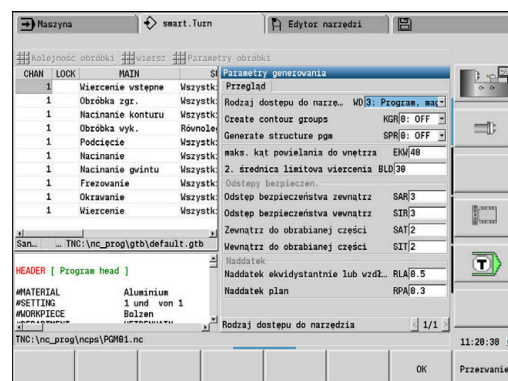 Maszyna
smart.Turn
Edytor narzędzi
Kolejność obróbki wiersz Parametry obróbki
CHAN LOCK MAIN
1 Wiercenie wstępne Wszystk
1 Obróbka zgr. Wszystk
1 Nacinanie konturu Wszystk
1 Obróbka wyk. Równole
1 Podcięcie Wszystk
1 Nacinanie Wszystk
1 Nacinanie gwintu Wszystk
1 Frezowanie Wszystk
1 Okrawanie Wszystk
1 Wiercenie Wszystk
San… … TNC:\nc_prog\gtb\default.gtb
HEADER [ Program head ]
#MATERIAL Aluminium
#SETTING 1 und von 1
#WORKPIECE Bolzen
TNC:\nc_prog\ncps\PGM01.nc
Parametry generowania
Przegląd
Rodzaj dostępu do narzę… WD 3: Program, mag
Create contour groups KGR 0: OFF
Generate structure pgm SPR 0: OFF
maks. kąt powielania do wnętrza EKW 40
2. średnica limitowa wiercenia BLD 30
Odstepy bezpieczen.
Odstęp bezpieczeństwa zewnątrz SAR 3
Odstęp bezpieczeństwa wewnątrz SIR 3
Zewnątrz do obrabianej części SAT 2
Wewnątrz do obrabianej części SIT 2
Naddatek
Naddatek ekwidystantnie lub wzdł… RLA 0.5
Naddatek plan RPA 0.3
Rodzaj dostępu do narzędzia 1/1
T
11:20:30
OK
Przerwanie